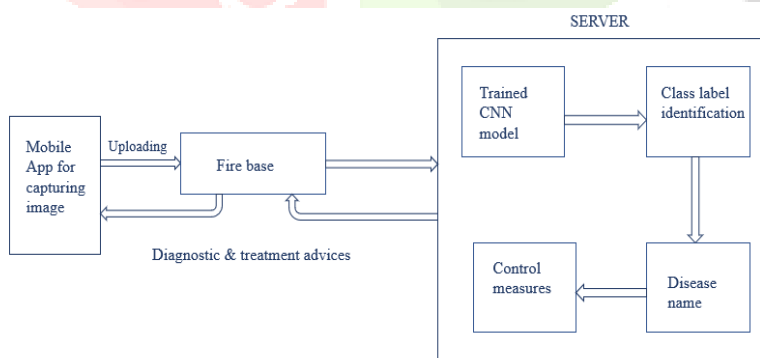 SERVER
Trained
CNN
model
Class label
identification
Mobile
App for
capturing
image
Uploading
Fire base
Diagnostic & treatment advices
Control
measures
Disease
name